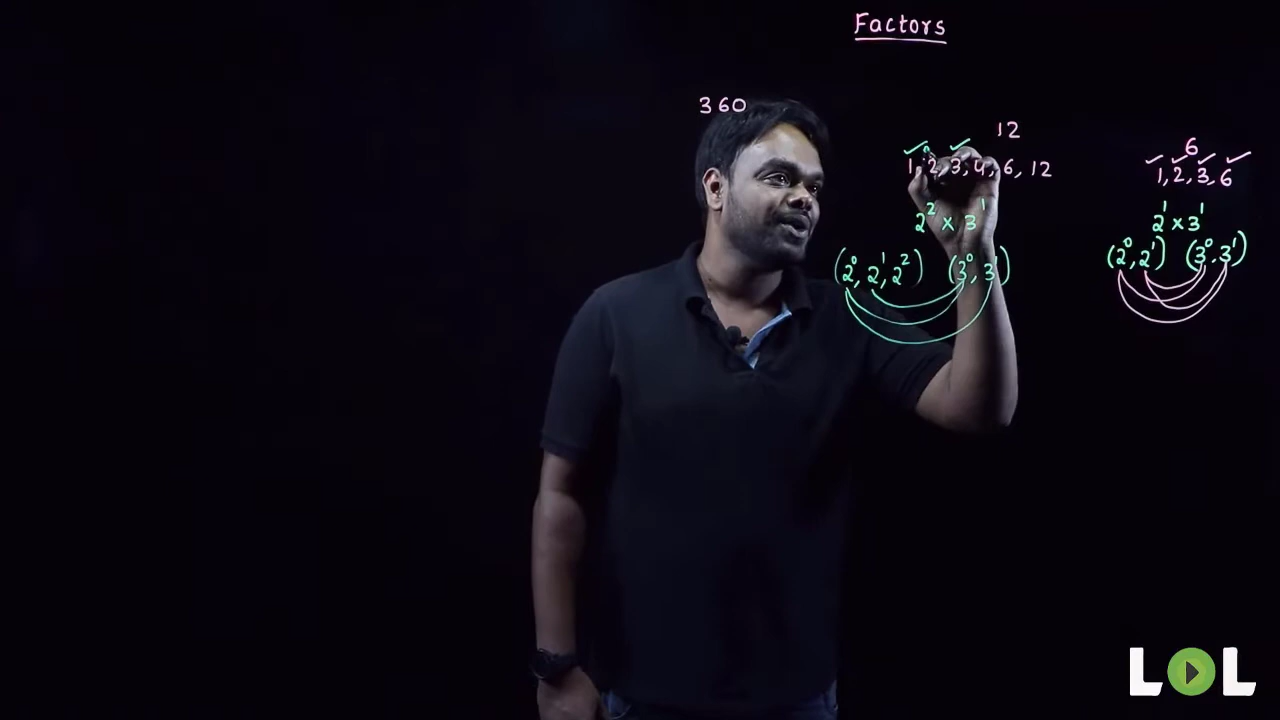 Factors
360
12
1, 2, 3, 4, 6, 12
2² × 3¹
(2⁰, 2¹, 2²) (3⁰, 3¹)
6
1, 2, 3, 6
2¹ × 3¹
(2⁰, 2¹) (3⁰, 3¹)
LOL